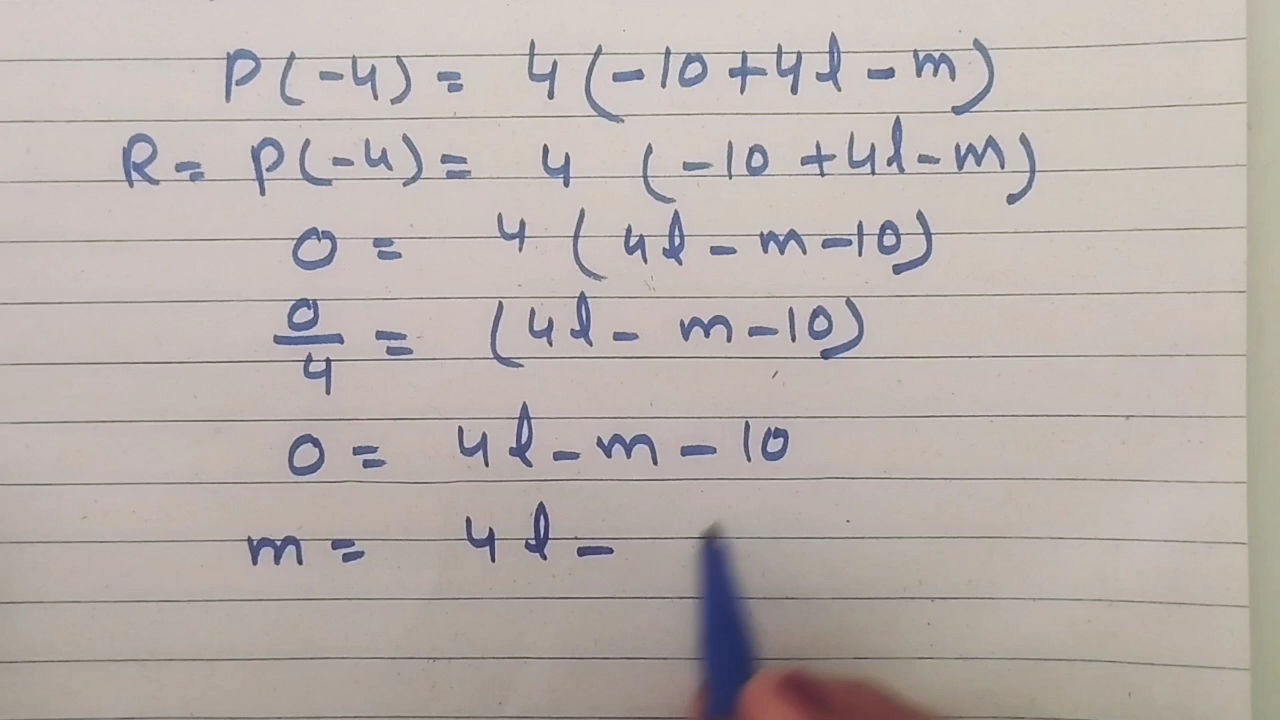 P(-4) = 4(-10+4l-m)
R = P(-4) = 4 (-10+4l-m)
0 = 4(4l-m-10)
0/4 = (4l-m-10)
0 = 4l-m-10
m = 4l-